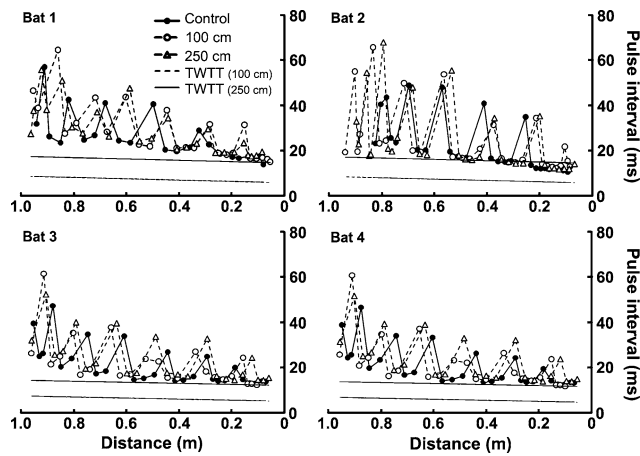 Bat 1
Control
100 cm
250 cm
TWTT (100 cm)
TWTT (250 cm)
80
60
40
20
0
Pulse interval (ms)
1.0 0.8 0.6 0.4 0.2 0
Bat 2
80
60
40
20
0
Pulse interval (ms)
1.0 0.8 0.6 0.4 0.2 0
Bat 3
80
60
40
20
0
1.0 0.8 0.6 0.4 0.2 0
Distance (m)
Bat 4
80
60
40
20
0
Pulse interval (ms)
1.0 0.8 0.6 0.4 0.2 0
Distance (m)